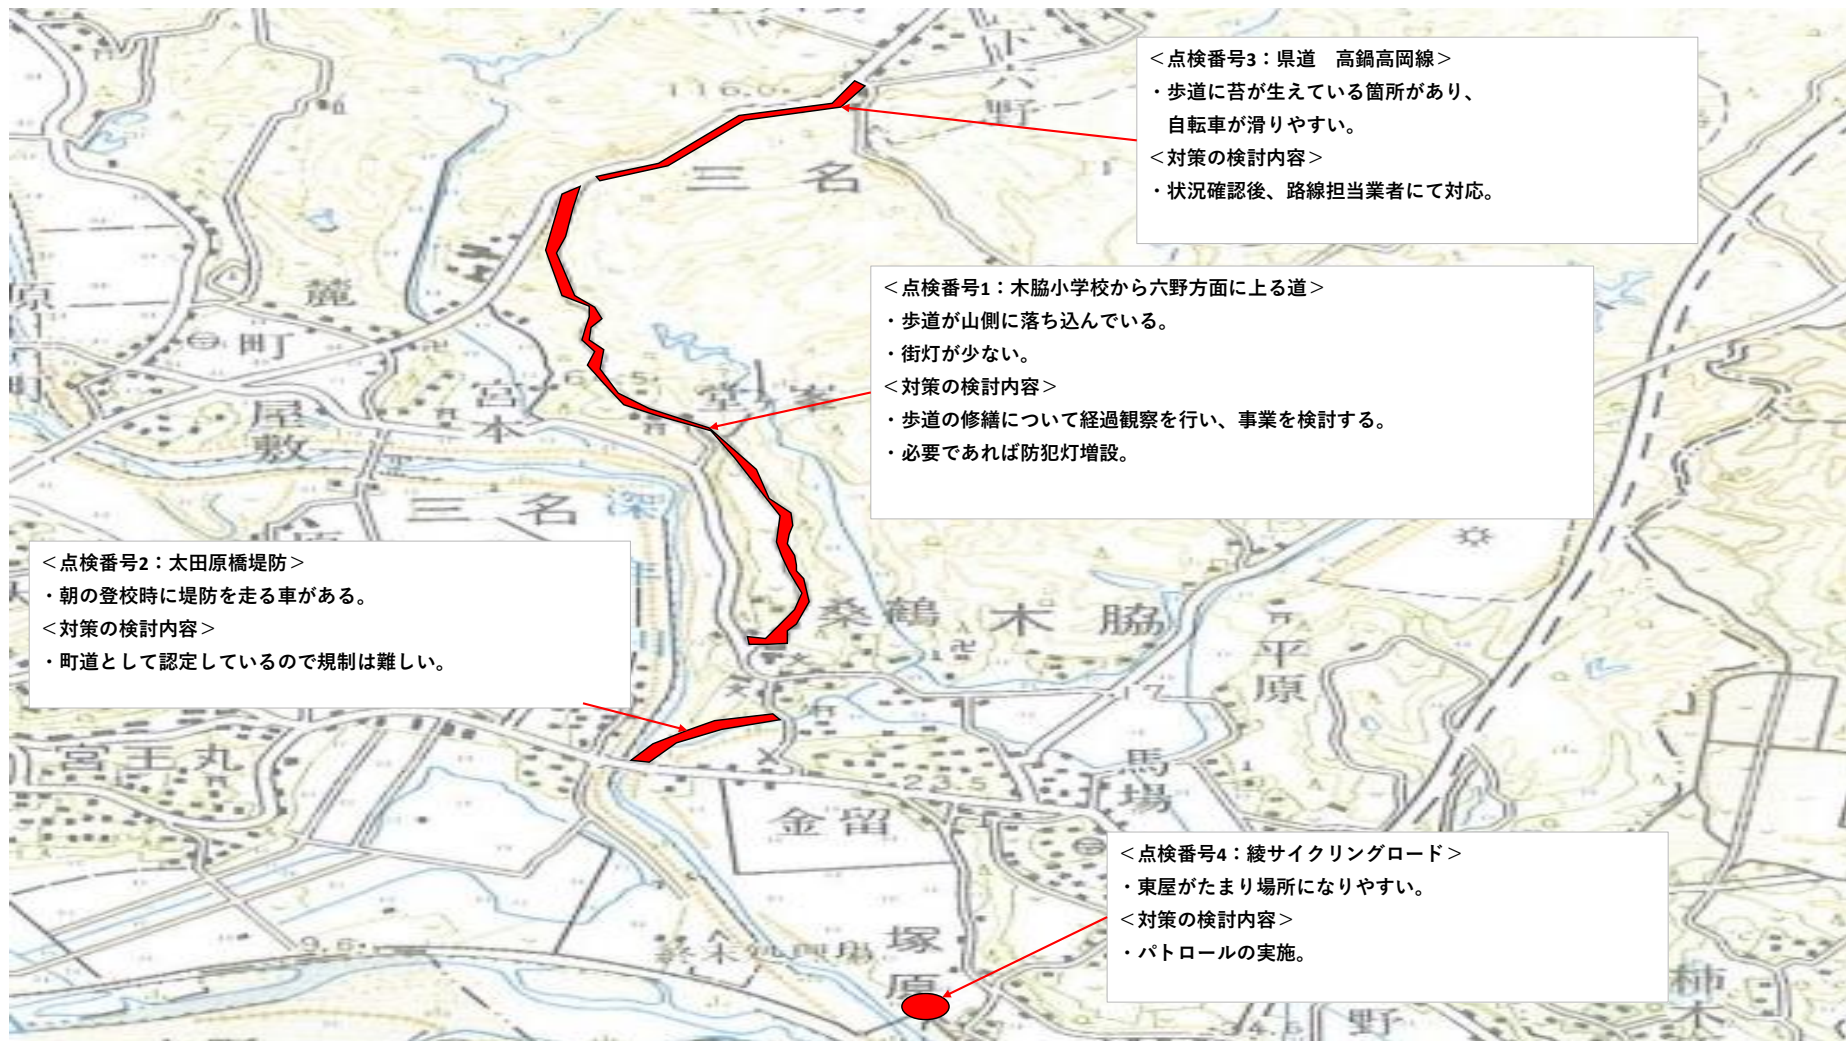 ＜点検番号3：県道　高鍋高岡線＞
・歩道に苔が生えている箇所があり、
自転車が滑りやすい。
＜対策の検討内容＞
・状況確認後、路線担当業者にて対応。
＜点検番号1：木脇小学校から六野方面に上る道＞
・歩道が山側に落ち込んでいる。
・街灯が少ない。
＜対策の検討内容＞
・歩道の修繕について経過観察を行い、事業を検討する。
・必要であれば防犯灯増設。
＜点検番号2：太田原橋堤防＞
・朝の登校時に堤防を走る車がある。
＜対策の検討内容＞
・町道として認定しているので規制は難しい。
＜点検番号4：綾サイクリングロード＞
・東屋がたまり場所になりやすい。
＜対策の検討内容＞
・パトロールの実施。
下六野
116.0
三名
麓
町
宮本
屋敷
三名
桑鶴
木脇
平原
17
宮王丸
23.5
馬場
金留
塚原
9.6
34.6
野
柿木